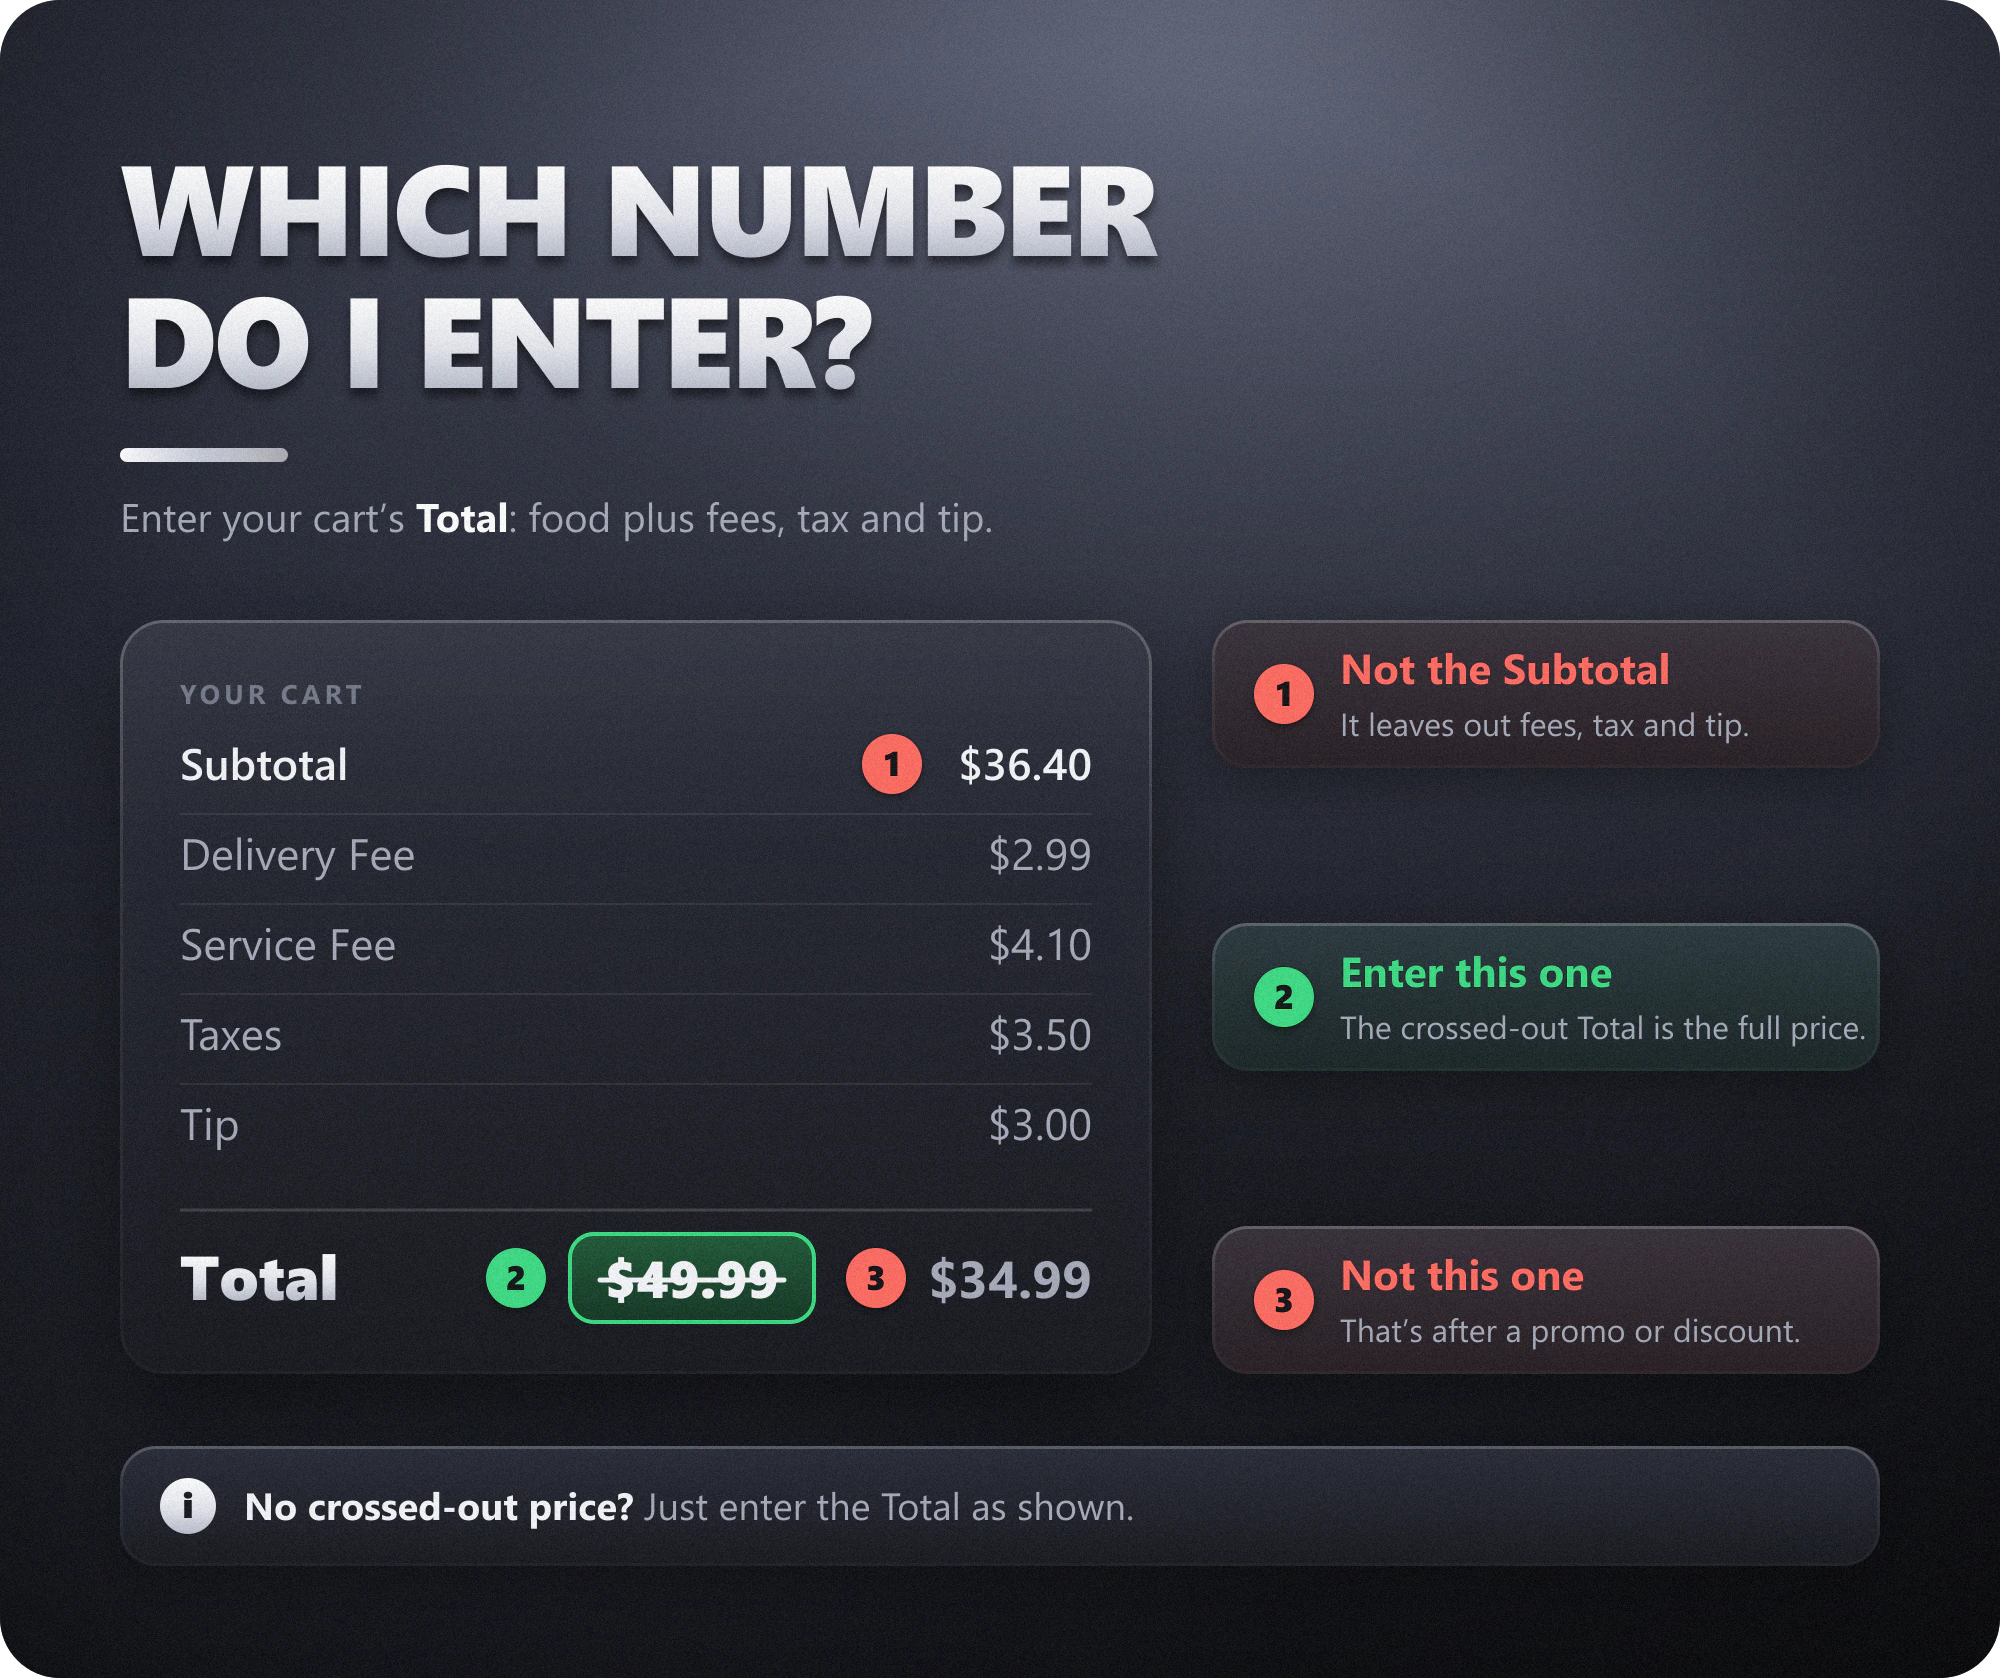 WHICH NUMBER
DO I ENTER?
Enter your cart’s Total: food plus fees, tax and tip.
YOUR CART
Subtotal 1 $36.40
Delivery Fee $2.99
Service Fee $4.10
Taxes $3.50
Tip $3.00
Total 2 $49.99 3 $34.99
1 Not the Subtotal
It leaves out fees, tax and tip.
2 Enter this one
The crossed-out Total is the full price.
3 Not this one
That’s after a promo or discount.
i No crossed-out price? Just enter the Total as shown.